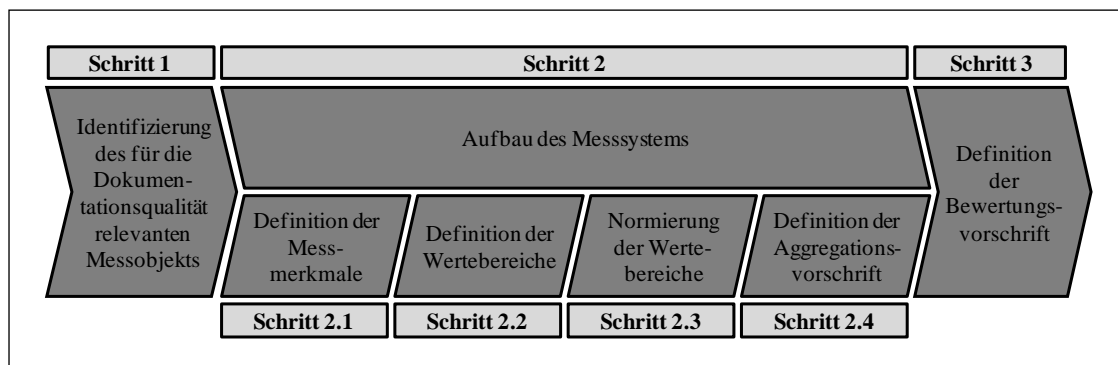 Schritt 1
Schritt 2
Schritt 3
Identifizierung
des für die
Dokumen-
tationsqualität
relevanten
Messobjekts
Aufbau des Messsystems
Definition der
Mess-
merkmale
Definition der
Wertebereiche
Normierung
der Werte-
bereiche
Definition der
Aggregations-
vorschrift
Definition
der
Bewertungs-
vorschrift
Schritt 2.1
Schritt 2.2
Schritt 2.3
Schritt 2.4